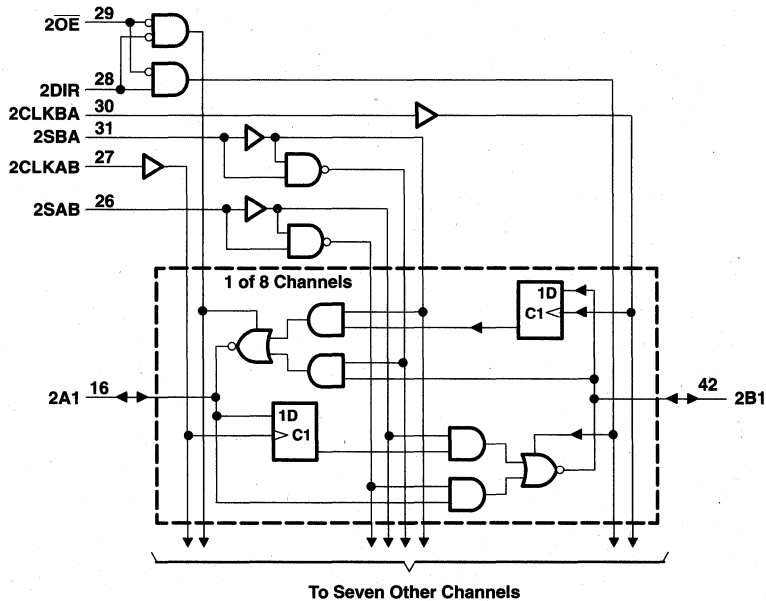 2O̅E̅ 29
2DIR 28
2CLKBA 30
2SBA 31
2CLKAB 27
2SAB 26
1 of 8 Channels
1D
C1
2A1 16
42 2B1
1D
C1
To Seven Other Channels